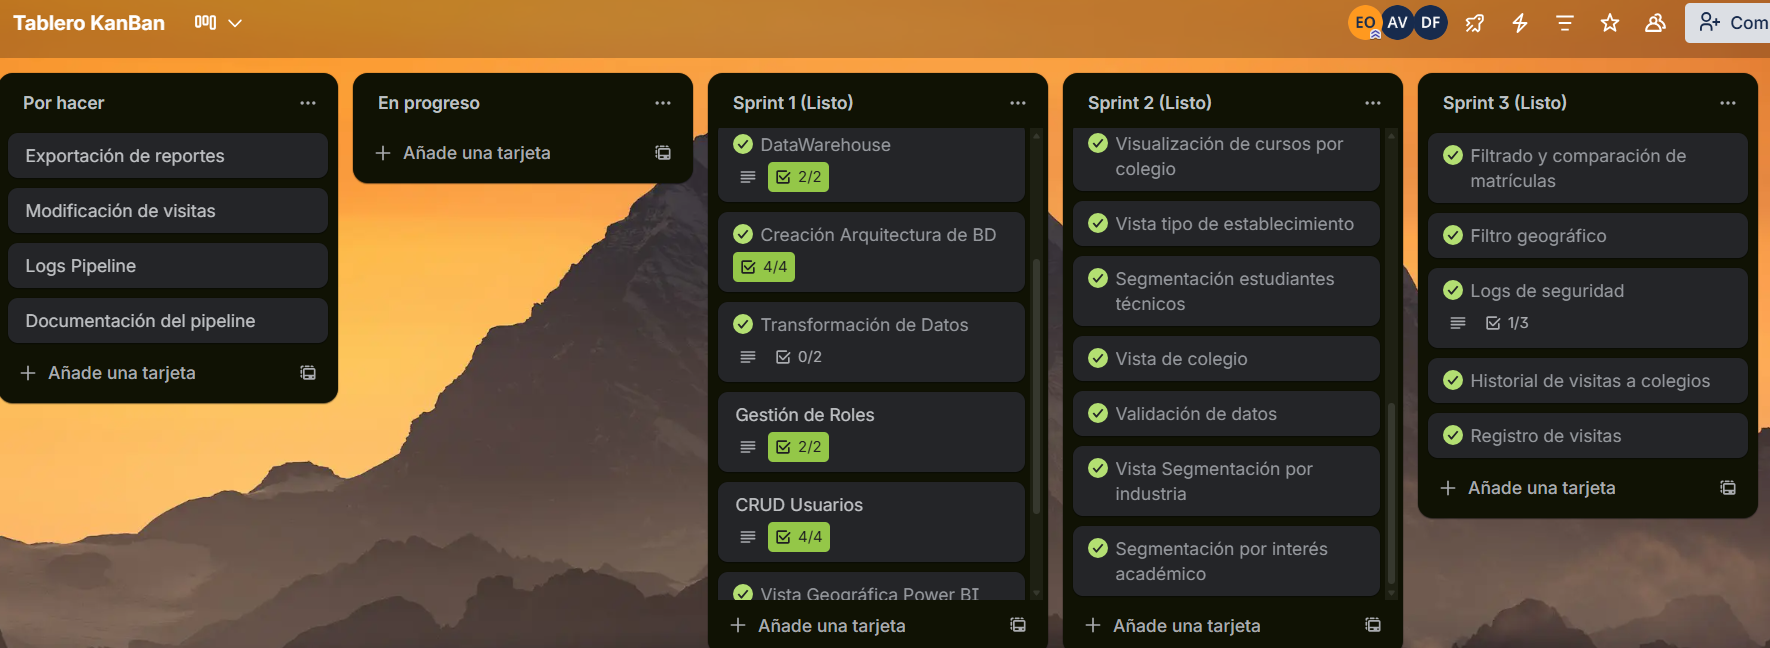 Tablero KanBan
EO AV DF
Com
Por hacer
Exportación de reportes
Modificación de visitas
Logs Pipeline
Documentación del pipeline
Añade una tarjeta
En progreso
Añade una tarjeta
Sprint 1 (Listo)
DataWarehouse
2/2
Creación Arquitectura de BD
4/4
Transformación de Datos
0/2
Gestión de Roles
2/2
CRUD Usuarios
4/4
Vista Geográfica Power BI
Añade una tarjeta
Sprint 2 (Listo)
Visualización de cursos por
colegio
Vista tipo de establecimiento
Segmentación estudiantes
técnicos
Vista de colegio
Validación de datos
Vista Segmentación por
industria
Segmentación por interés
académico
Añade una tarjeta
Sprint 3 (Listo)
Filtrado y comparación de
matrículas
Filtro geográfico
Logs de seguridad
1/3
Historial de visitas a colegios
Registro de visitas
Añade una tarjeta